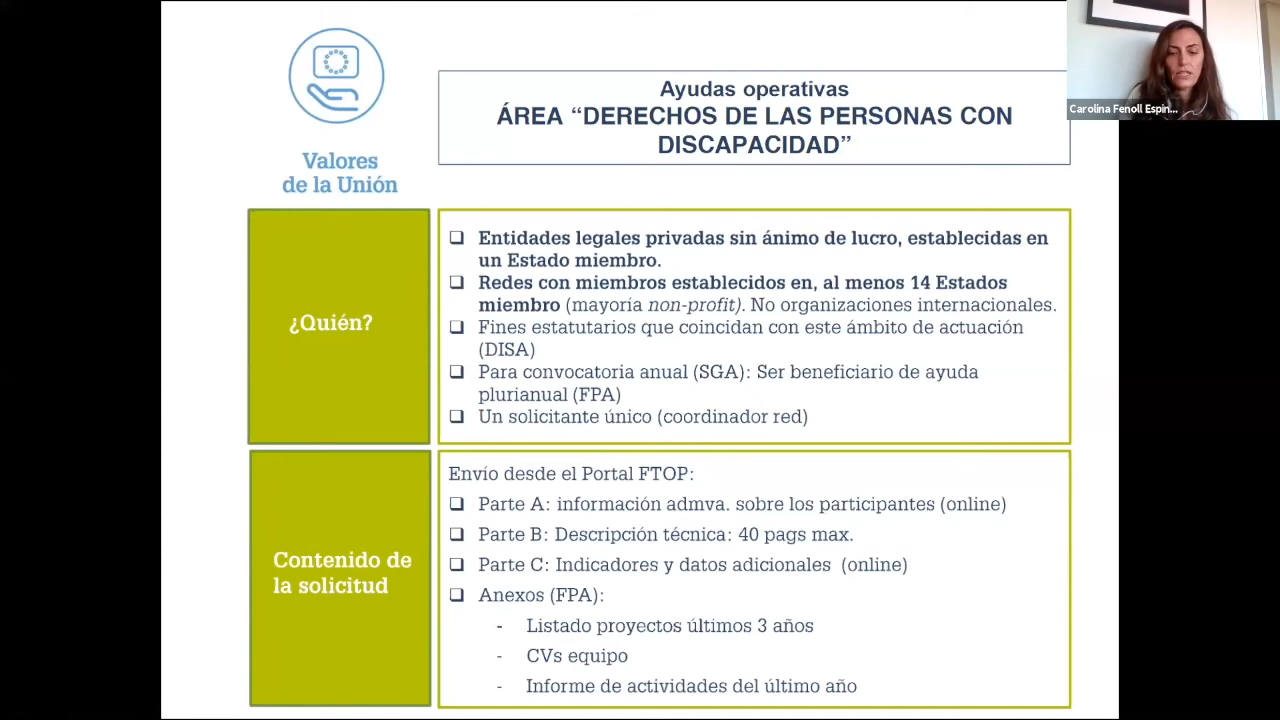 Carolina Fenoll Espin...
Valores
de la Unión
Ayudas operativas
ÁREA “DERECHOS DE LAS PERSONAS CON
DISCAPACIDAD”
¿Quién?
Entidades legales privadas sin ánimo de lucro, establecidas en
un Estado miembro.
Redes con miembros establecidos en, al menos 14 Estados
miembro (mayoría non-profit). No organizaciones internacionales.
Fines estatutarios que coincidan con este ámbito de actuación
(DISA)
Para convocatoria anual (SGA): Ser beneficiario de ayuda
plurianual (FPA)
Un solicitante único (coordinador red)
Contenido de
la solicitud
Envío desde el Portal FTOP:
Parte A: información admva. sobre los participantes (online)
Parte B: Descripción técnica: 40 pags max.
Parte C: Indicadores y datos adicionales (online)
Anexos (FPA):
- Listado proyectos últimos 3 años
- CVs equipo
- Informe de actividades del último año